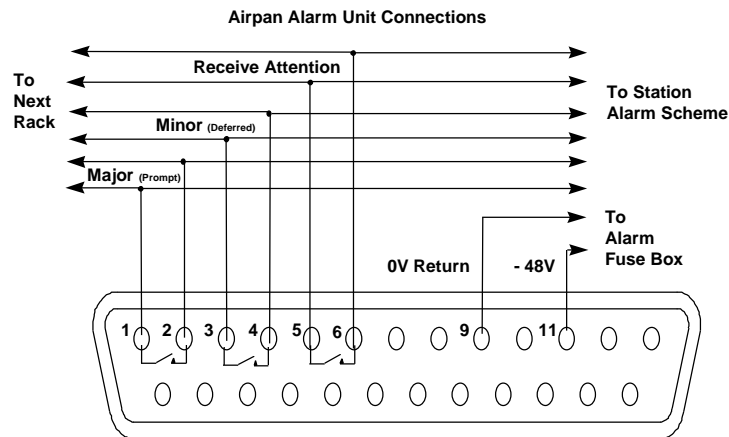 Airpan Alarm Unit Connections
Receive Attention
To
Next
Rack
To Station
Alarm Scheme
Minor (Deferred)
Major (Prompt)
To
Alarm
Fuse Box
0V Return
- 48V
1 2 3 4 5 6 9 11